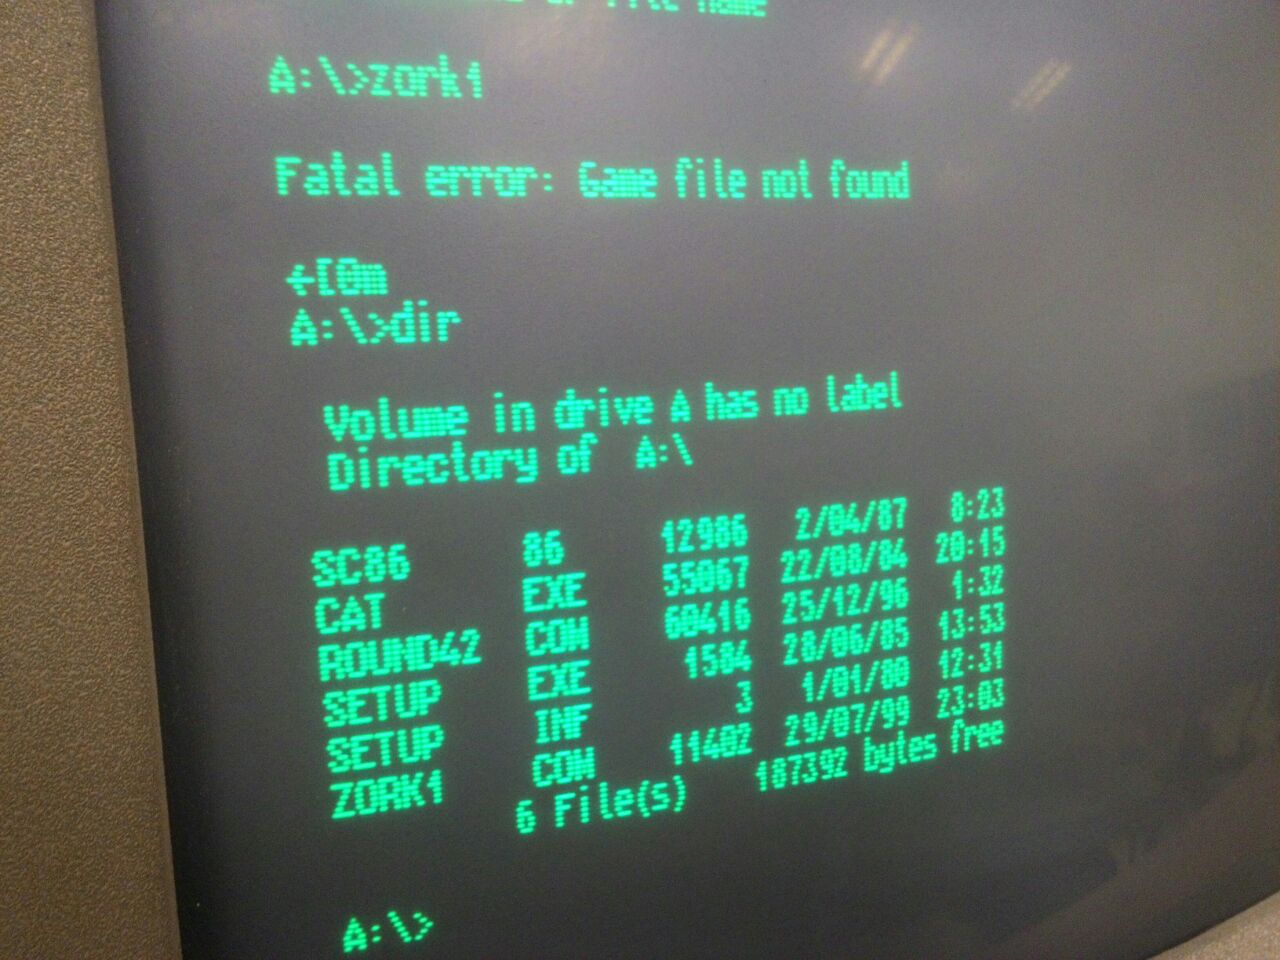 file name
A:\>zork1
Fatal error: Game file not found
←[0m
A:\>dir
Volume in drive A has no label
Directory of A:\
SC86 86 12986 2/04/87 8:23
CAT EXE 55067 22/08/84 20:15
ROUND42 COM 60416 25/12/96 1:32
SETUP EXE 1584 28/06/85 13:53
SETUP INF 3 1/01/80 12:31
ZORK1 COM 11402 29/07/99 23:03
6 File(s) 187392 bytes free
A:\>